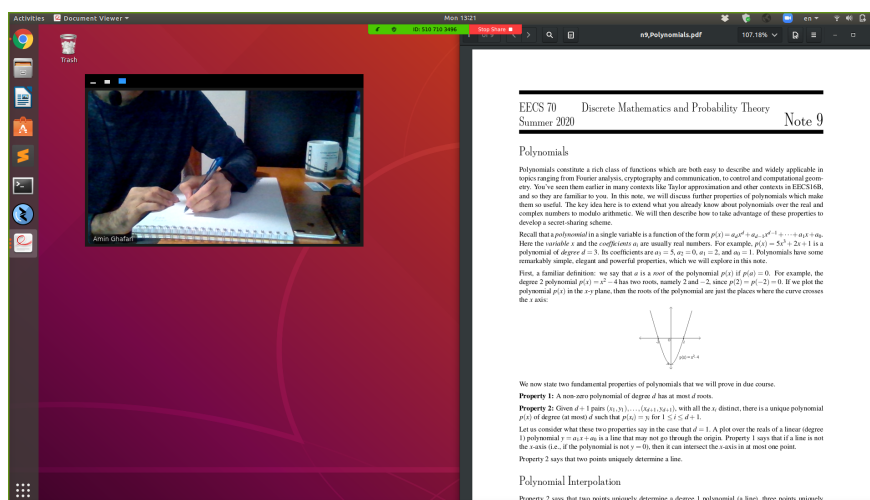 Activities
Document Viewer
Mon 13:21
en
ID: 510 710 3496
Stop Share
n9,Polynomials.pdf
107.18%
Trash
Amin Ghafari
EECS 70 Discrete Mathematics and Probability Theory
Summer 2020 Note 9
Polynomials
Polynomials constitute a rich class of functions which are both easy to describe and widely applicable in
topics ranging from Fourier analysis, cryptography and communication, to control and computational geom-
etry. You've seen them earlier in many contexts like Taylor approximation and other contexts in EECS16B,
and so they are familiar to you. In this note, we will discuss further properties of polynomials which make
them so useful. The key idea here is to extend what you already know about polynomials over the real and
complex numbers to modulo arithmetic. We will then describe how to take advantage of these properties to
develop a secret-sharing scheme.
Recall that a polynomial in a single variable is a function of the form p(x) = a_d x^d + a_{d−1} x^{d−1} + ⋯ + a_1 x + a_0.
Here the variable x and the coefficients a_i are usually real numbers. For example, p(x) = 5x^3 + 2x + 1 is a
polynomial of degree d = 3. Its coefficients are a_3 = 5, a_2 = 0, a_1 = 2, and a_0 = 1. Polynomials have some
remarkably simple, elegant and powerful properties, which we will explore in this note.
First, a familiar definition: we say that a is a root of the polynomial p(x) if p(a) = 0. For example, the
degree 2 polynomial p(x) = x^2 − 4 has two roots, namely 2 and −2, since p(2) = p(−2) = 0. If we plot the
polynomial p(x) in the x-y plane, then the roots of the polynomial are just the places where the curve crosses
the x axis:
We now state two fundamental properties of polynomials that we will prove in due course.
Property 1: A non-zero polynomial of degree d has at most d roots.
Property 2: Given d + 1 pairs (x_1, y_1), …, (x_{d+1}, y_{d+1}), with all the x_i distinct, there is a unique polynomial
p(x) of degree (at most) d such that p(x_i) = y_i for 1 ≤ i ≤ d + 1.
Let us consider what these two properties say in the case that d = 1. A plot over the reals of a linear (degree
1) polynomial y = a_1 x + a_0 is a line that may not go through the origin. Property 1 says that if a line is not
the x-axis (i.e., if the polynomial is not y = 0), then it can intersect the x-axis in at most one point.
Property 2 says that two points uniquely determine a line.
Polynomial Interpolation
Property 2 says that two points uniquely determine a degree 1 polynomial (a line), three points uniquely